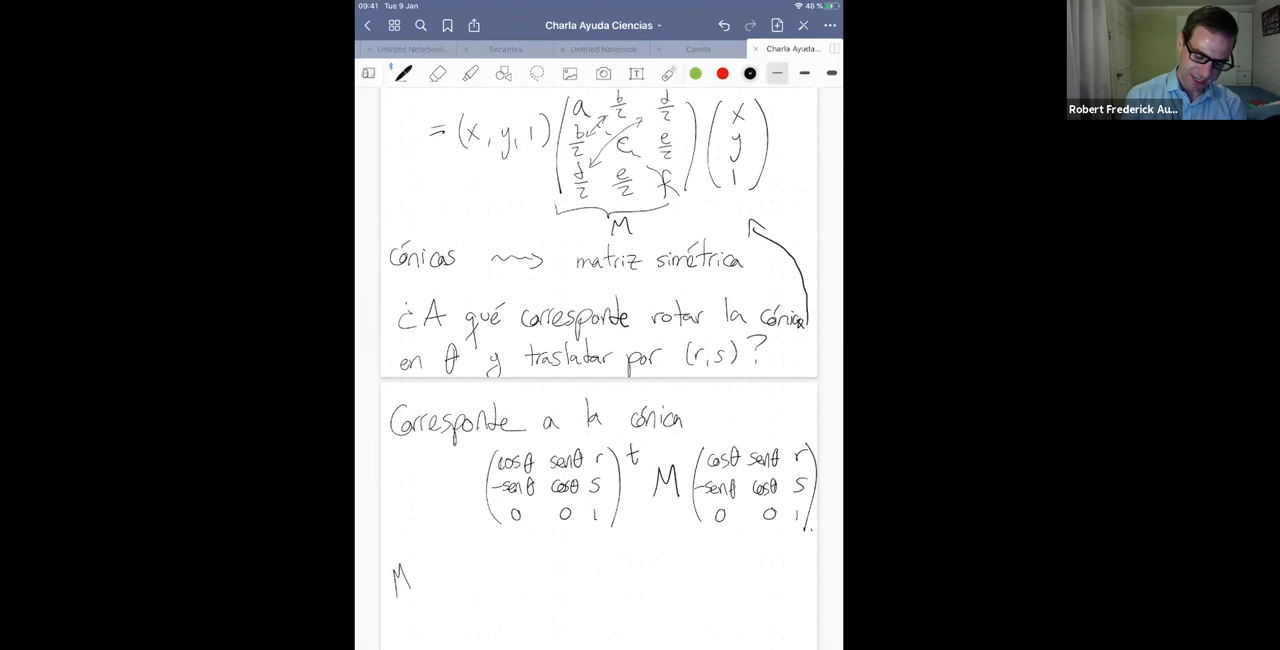 09:41 Tue 9 Jan
48 %
Charla Ayuda Ciencias
Untitled Notebook...
Secantes
Untitled Notebook
Camila
Charla Ayuda...
Robert Frederick Au...
= (x, y, 1) ( a b/2 d/2 ; b/2 c e/2 ; d/2 e/2 f ) ( x ; y ; 1 )
M
Cónicas ⇝ matriz simétrica
¿A qué corresponde rotar la cónica
en θ y trasladar por (r,s)?
Corresponde a la cónica
( cosθ senθ r ; -senθ cosθ s ; 0 0 1 )ᵗ M ( cosθ senθ r ; -senθ cosθ s ; 0 0 1 )
M